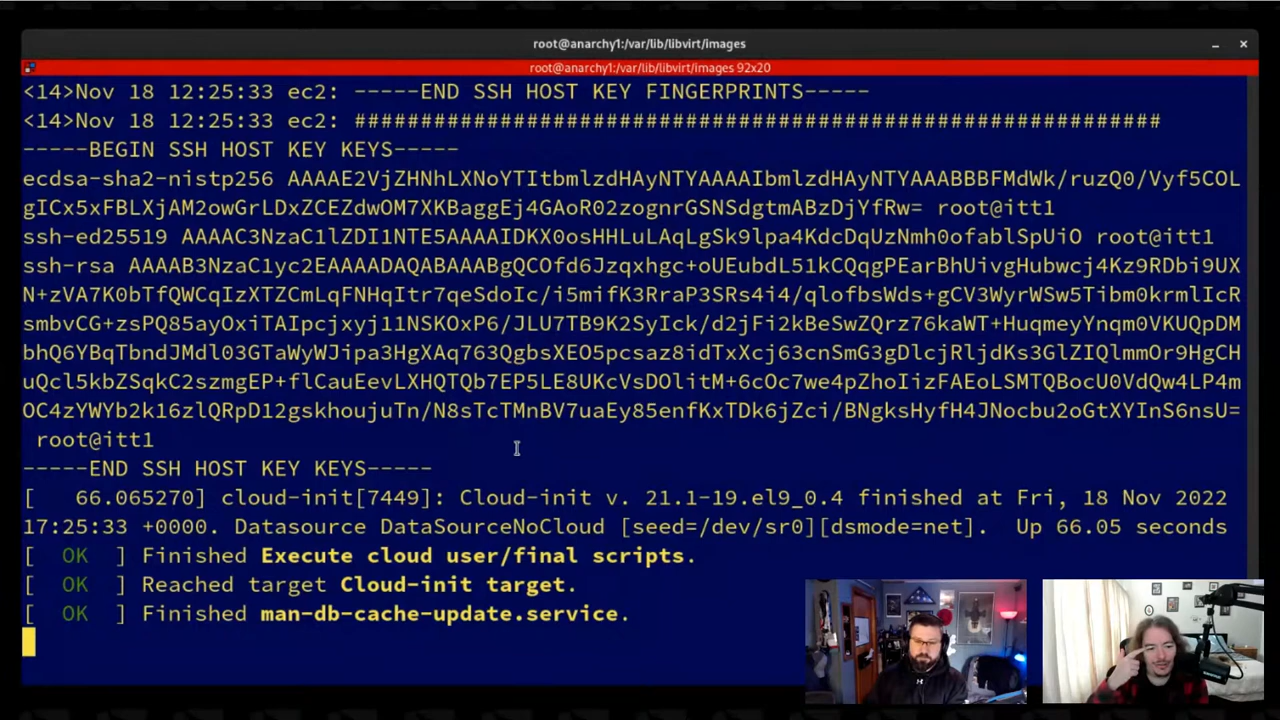 root@anarchy1:/var/lib/libvirt/images
root@anarchy1:/var/lib/libvirt/images 92x20
<14>Nov 18 12:25:33 ec2: -----END SSH HOST KEY FINGERPRINTS-----
<14>Nov 18 12:25:33 ec2: #############################################################
-----BEGIN SSH HOST KEY KEYS-----
ecdsa-sha2-nistp256 AAAAE2VjZHNhLXNoYTItbmlzdHAyNTYAAAAIbmlzdHAyNTYAAABBBFMdWk/ruzQ0/Vyf5COL
gICx5xFBLXjAM2owGrLDxZCEZdwOM7XKBaggEj4GAoR02zognrGSNSdgtmABzDjYfRw= root@itt1
ssh-ed25519 AAAAC3NzaC1lZDI1NTE5AAAAIDKX0osHHLuLAqLgSk9lpa4KdcDqUzNmh0ofablSpUiO root@itt1
ssh-rsa AAAAB3NzaC1yc2EAAAADAQABAAABgQCOfd6Jzqxhgc+oUEubdL51kCQqgPEarBhUivgHubwcj4Kz9RDbi9UX
N+zVA7K0bTfQWCqIzXTZCmLqFNHqItr7qeSdoIc/i5mifK3RraP3SRs4i4/qlofbsWds+gCV3WyrWSw5Tibm0krmlIcR
smbvCG+zsPQ85ayOxiTAIpcjxyj11NSKOxP6/JLU7TB9K2SyIck/d2jFi2kBeSwZQrz76kaWT+HuqmeyYnqm0VKUQpDM
bhQ6YBqTbndJMdl03GTaWyWJipa3HgXAq763QgbsXEO5pcsaz8idTxXcj63cnSmG3gDlcjRljdKs3GlZIQlmmOr9HgCH
uQcl5kbZSqkC2szmgEP+flCauEevLXHQTQb7EP5LE8UKcVsDOlitM+6cOc7we4pZhoIizFAEoLSMTQBocU0VdQw4LP4m
OC4zYWYb2k16zlQRpD12gskhoujuTn/N8sTcTMnBV7uaEy85enfKxTDk6jZci/BNgksHyfH4JNocbu2oGtXYInS6nsU=
root@itt1
-----END SSH HOST KEY KEYS-----
[   66.065270] cloud-init[7449]: Cloud-init v. 21.1-19.el9_0.4 finished at Fri, 18 Nov 2022
17:25:33 +0000. Datasource DataSourceNoCloud [seed=/dev/sr0][dsmode=net].  Up 66.05 seconds
[  OK  ] Finished Execute cloud user/final scripts.
[  OK  ] Reached target Cloud-init target.
[  OK  ] Finished man-db-cache-update.service.